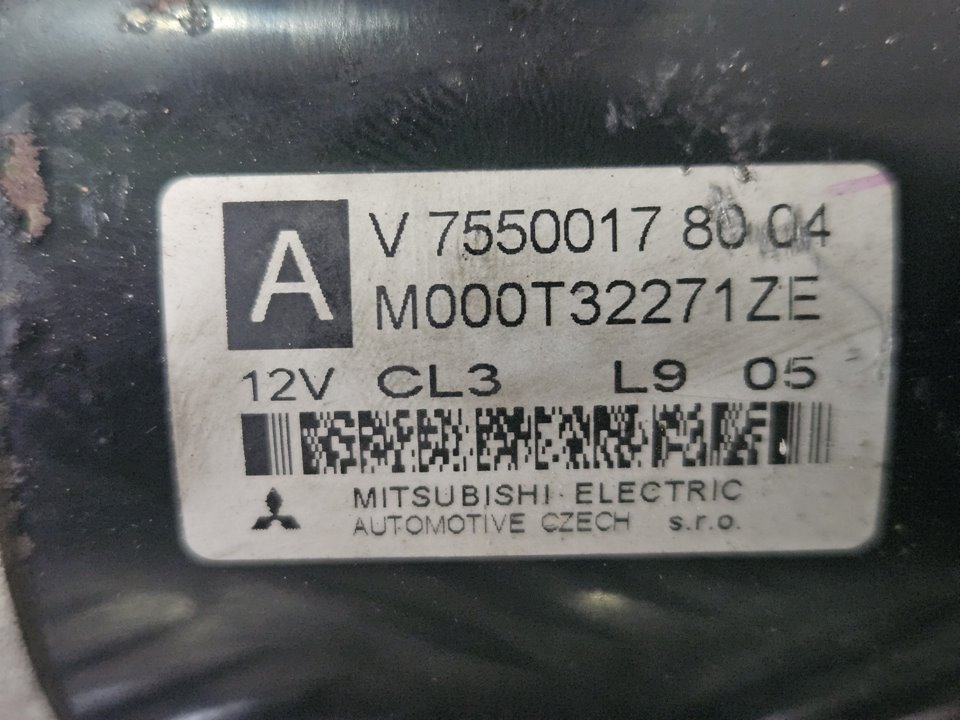 A
V 7550017 80 04
M000T32271ZE
12V CL3 L9 05
MITSUBISHI ELECTRIC
AUTOMOTIVE CZECH s.r.o.